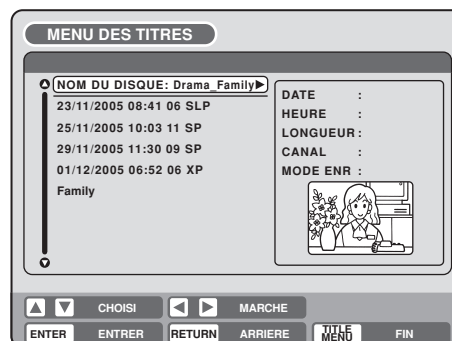 MENU DES TITRES
NOM DU DISQUE: Drama_Family
23/11/2005 08:41 06 SLP
25/11/2005 10:03 11 SP
29/11/2005 11:30 09 SP
01/12/2005 06:52 06 XP
Family
DATE :
HEURE :
LONGUEUR :
CANAL :
MODE ENR :
CHOISI MARCHE
ENTER ENTRER RETURN ARRIERE TITLE MENU FIN